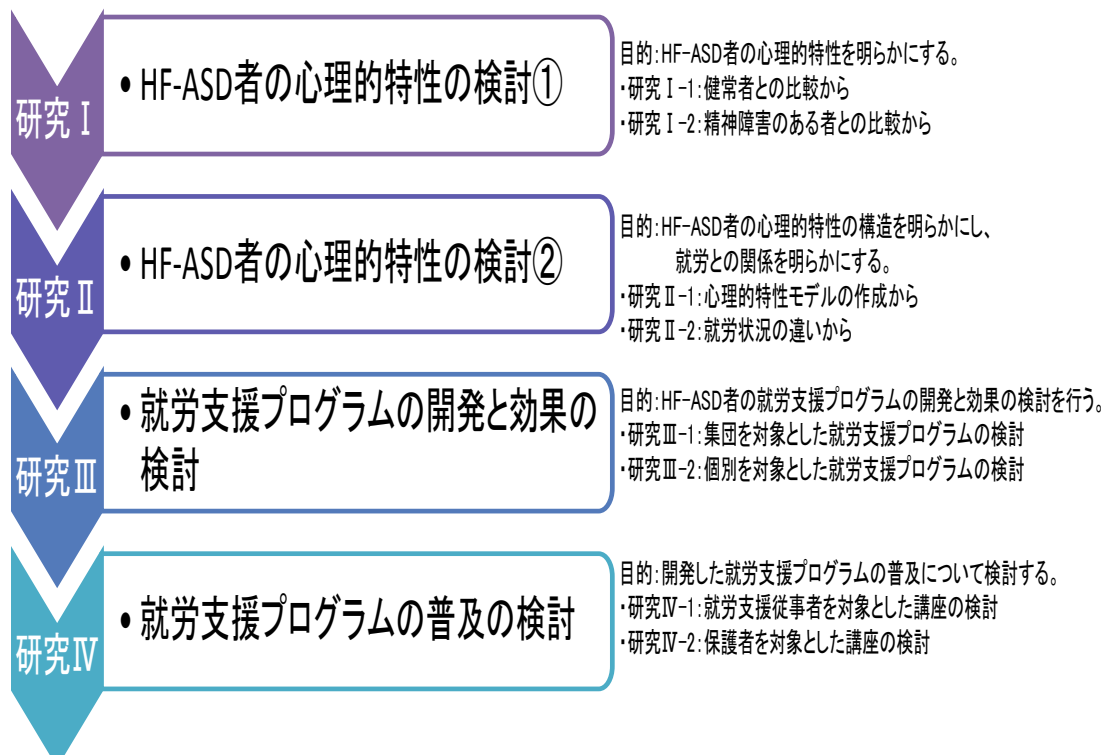 研究Ⅰ
• HF-ASD者の心理的特性の検討①
目的:HF-ASD者の心理的特性を明らかにする。
・研究Ⅰ-1:健常者との比較から
・研究Ⅰ-2:精神障害のある者との比較から
研究Ⅱ
• HF-ASD者の心理的特性の検討②
目的:HF-ASD者の心理的特性の構造を明らかにし、
就労との関係を明らかにする。
・研究Ⅱ-1:心理的特性モデルの作成から
・研究Ⅱ-2:就労状況の違いから
研究Ⅲ
• 就労支援プログラムの開発と効果の
検討
目的:HF-ASD者の就労支援プログラムの開発と効果の検討を行う。
・研究Ⅲ-1:集団を対象とした就労支援プログラムの検討
・研究Ⅲ-2:個別を対象とした就労支援プログラムの検討
研究Ⅳ
• 就労支援プログラムの普及の検討
目的:開発した就労支援プログラムの普及について検討する。
・研究Ⅳ-1:就労支援従事者を対象とした講座の検討
・研究Ⅳ-2:保護者を対象とした講座の検討